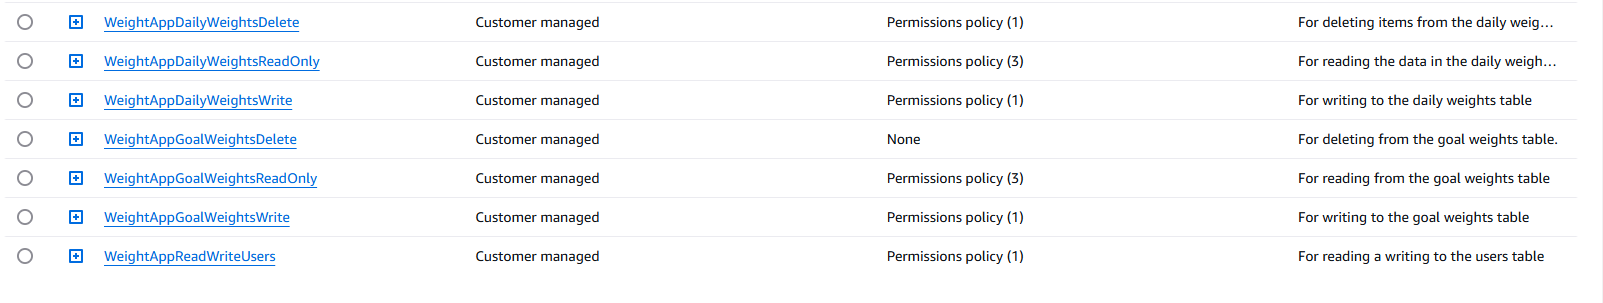 WeightAppDailyWeightsDelete Customer managed Permissions policy (1) For deleting items from the daily weig…
WeightAppDailyWeightsReadOnly Customer managed Permissions policy (3) For reading the data in the daily weigh…
WeightAppDailyWeightsWrite Customer managed Permissions policy (1) For writing to the daily weights table
WeightAppGoalWeightsDelete Customer managed None For deleting from the goal weights table.
WeightAppGoalWeightsReadOnly Customer managed Permissions policy (3) For reading from the goal weights table
WeightAppGoalWeightsWrite Customer managed Permissions policy (1) For writing to the goal weights table
WeightAppReadWriteUsers Customer managed Permissions policy (1) For reading a writing to the users table